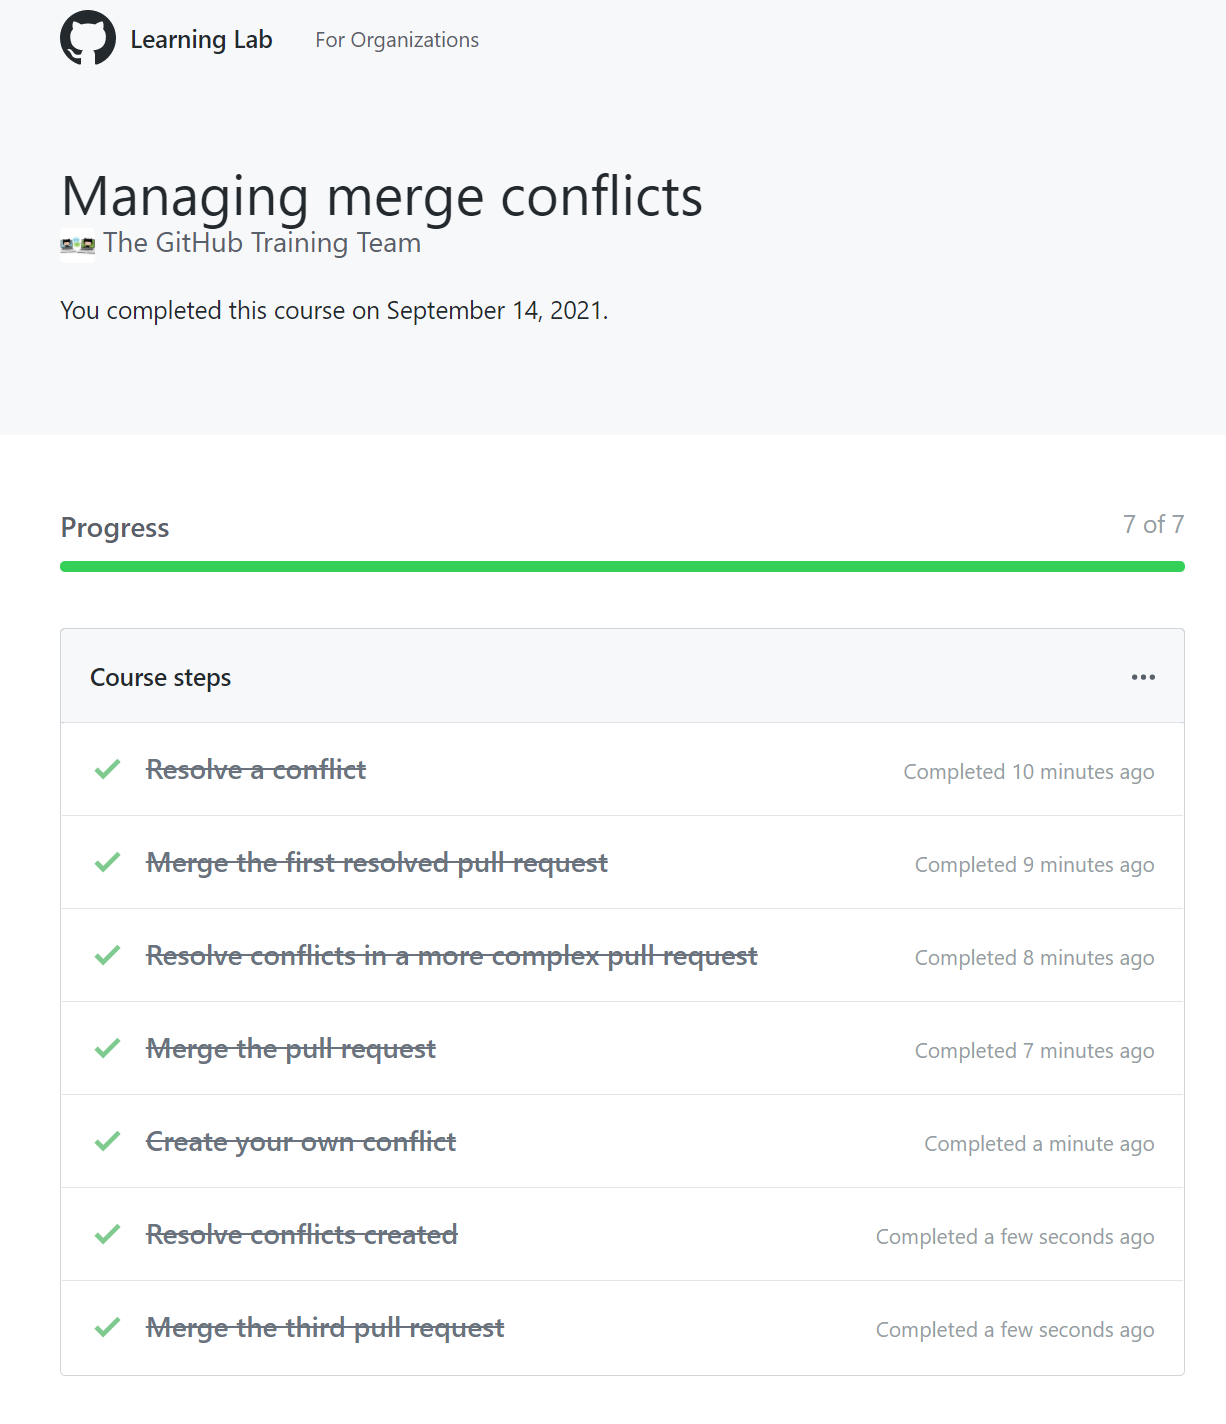 Learning Lab For Organizations
Managing merge conflicts
The GitHub Training Team
You completed this course on September 14, 2021.
Progress 7 of 7
Course steps
Resolve a conflict Completed 10 minutes ago
Merge the first resolved pull request Completed 9 minutes ago
Resolve conflicts in a more complex pull request Completed 8 minutes ago
Merge the pull request Completed 7 minutes ago
Create your own conflict Completed a minute ago
Resolve conflicts created Completed a few seconds ago
Merge the third pull request Completed a few seconds ago